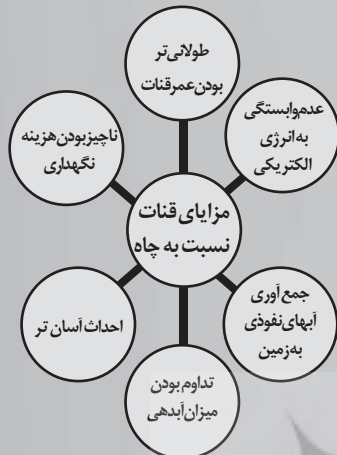 طولانی‌تر
بودن عمر قنات
عدم وابستگی
به انرژی
الکتریکی
ناچیز بودن هزینه
نگهداری
مزایای قنات
نسبت به چاه
جمع‌آوری
آبهای نفوذی
به زمین
احداث آسان تر
تداوم بودن
میزان آبدهی